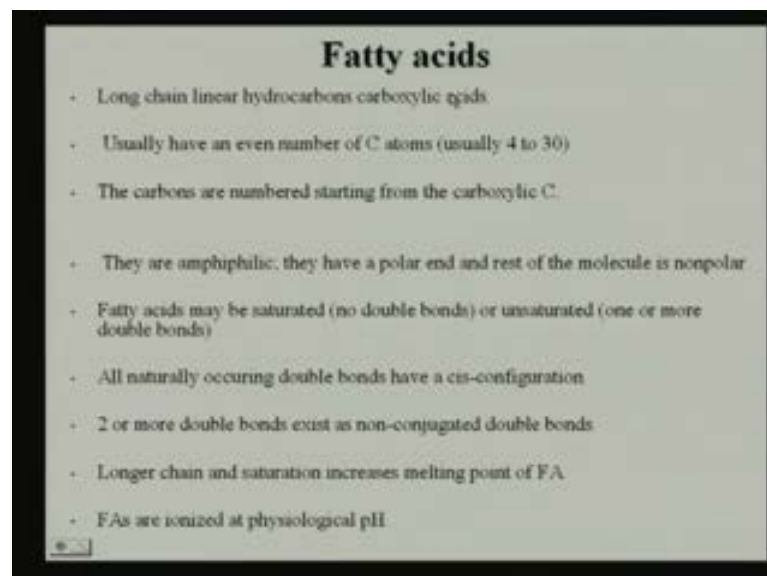 Fatty acids
- Long chain linear hydrocarbons carboxylic acids
- Usually have an even number of C atoms (usually 4 to 30)
- The carbons are numbered starting from the carboxylic C.
- They are amphiphilic, they have a polar end and rest of the molecule is nonpolar
- Fatty acids may be saturated (no double bonds) or unsaturated (one or more
double bonds)
- All naturally occuring double bonds have a cis-configuration
- 2 or more double bonds exist as non-conjugated double bonds
- Longer chain and saturation increases melting point of FA
- FAs are ionized at physiological pH